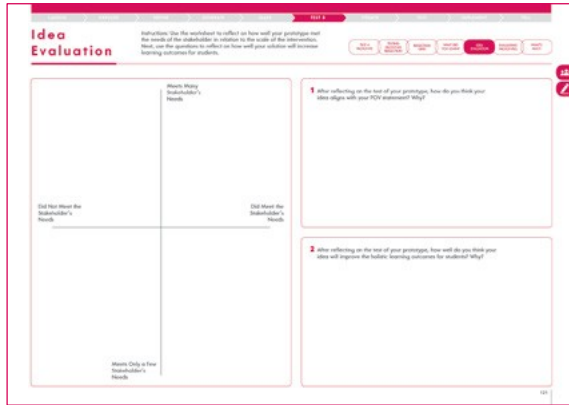 TEST &
Idea
Evaluation
Instructions: Use the worksheet to reflect on how well your prototype met
the needs of the stakeholder in relation to the scale of the intervention.
Next, use the questions to reflect on how well your solution will increase
learning outcomes for students.
IDEA
EVALUATION
Meets Many
Stakeholder's
Needs
Did Not Meet the
Stakeholder's
Needs
Did Meet the
Stakeholder's
Needs
Meets Only a Few
Stakeholder's
Needs
1 After reflecting on the test of your prototype, how do you think your
idea aligns with your POV statement? Why?
2 After reflecting on the test of your prototype, how well do you think your
idea will improve the holistic learning outcomes for students? Why?